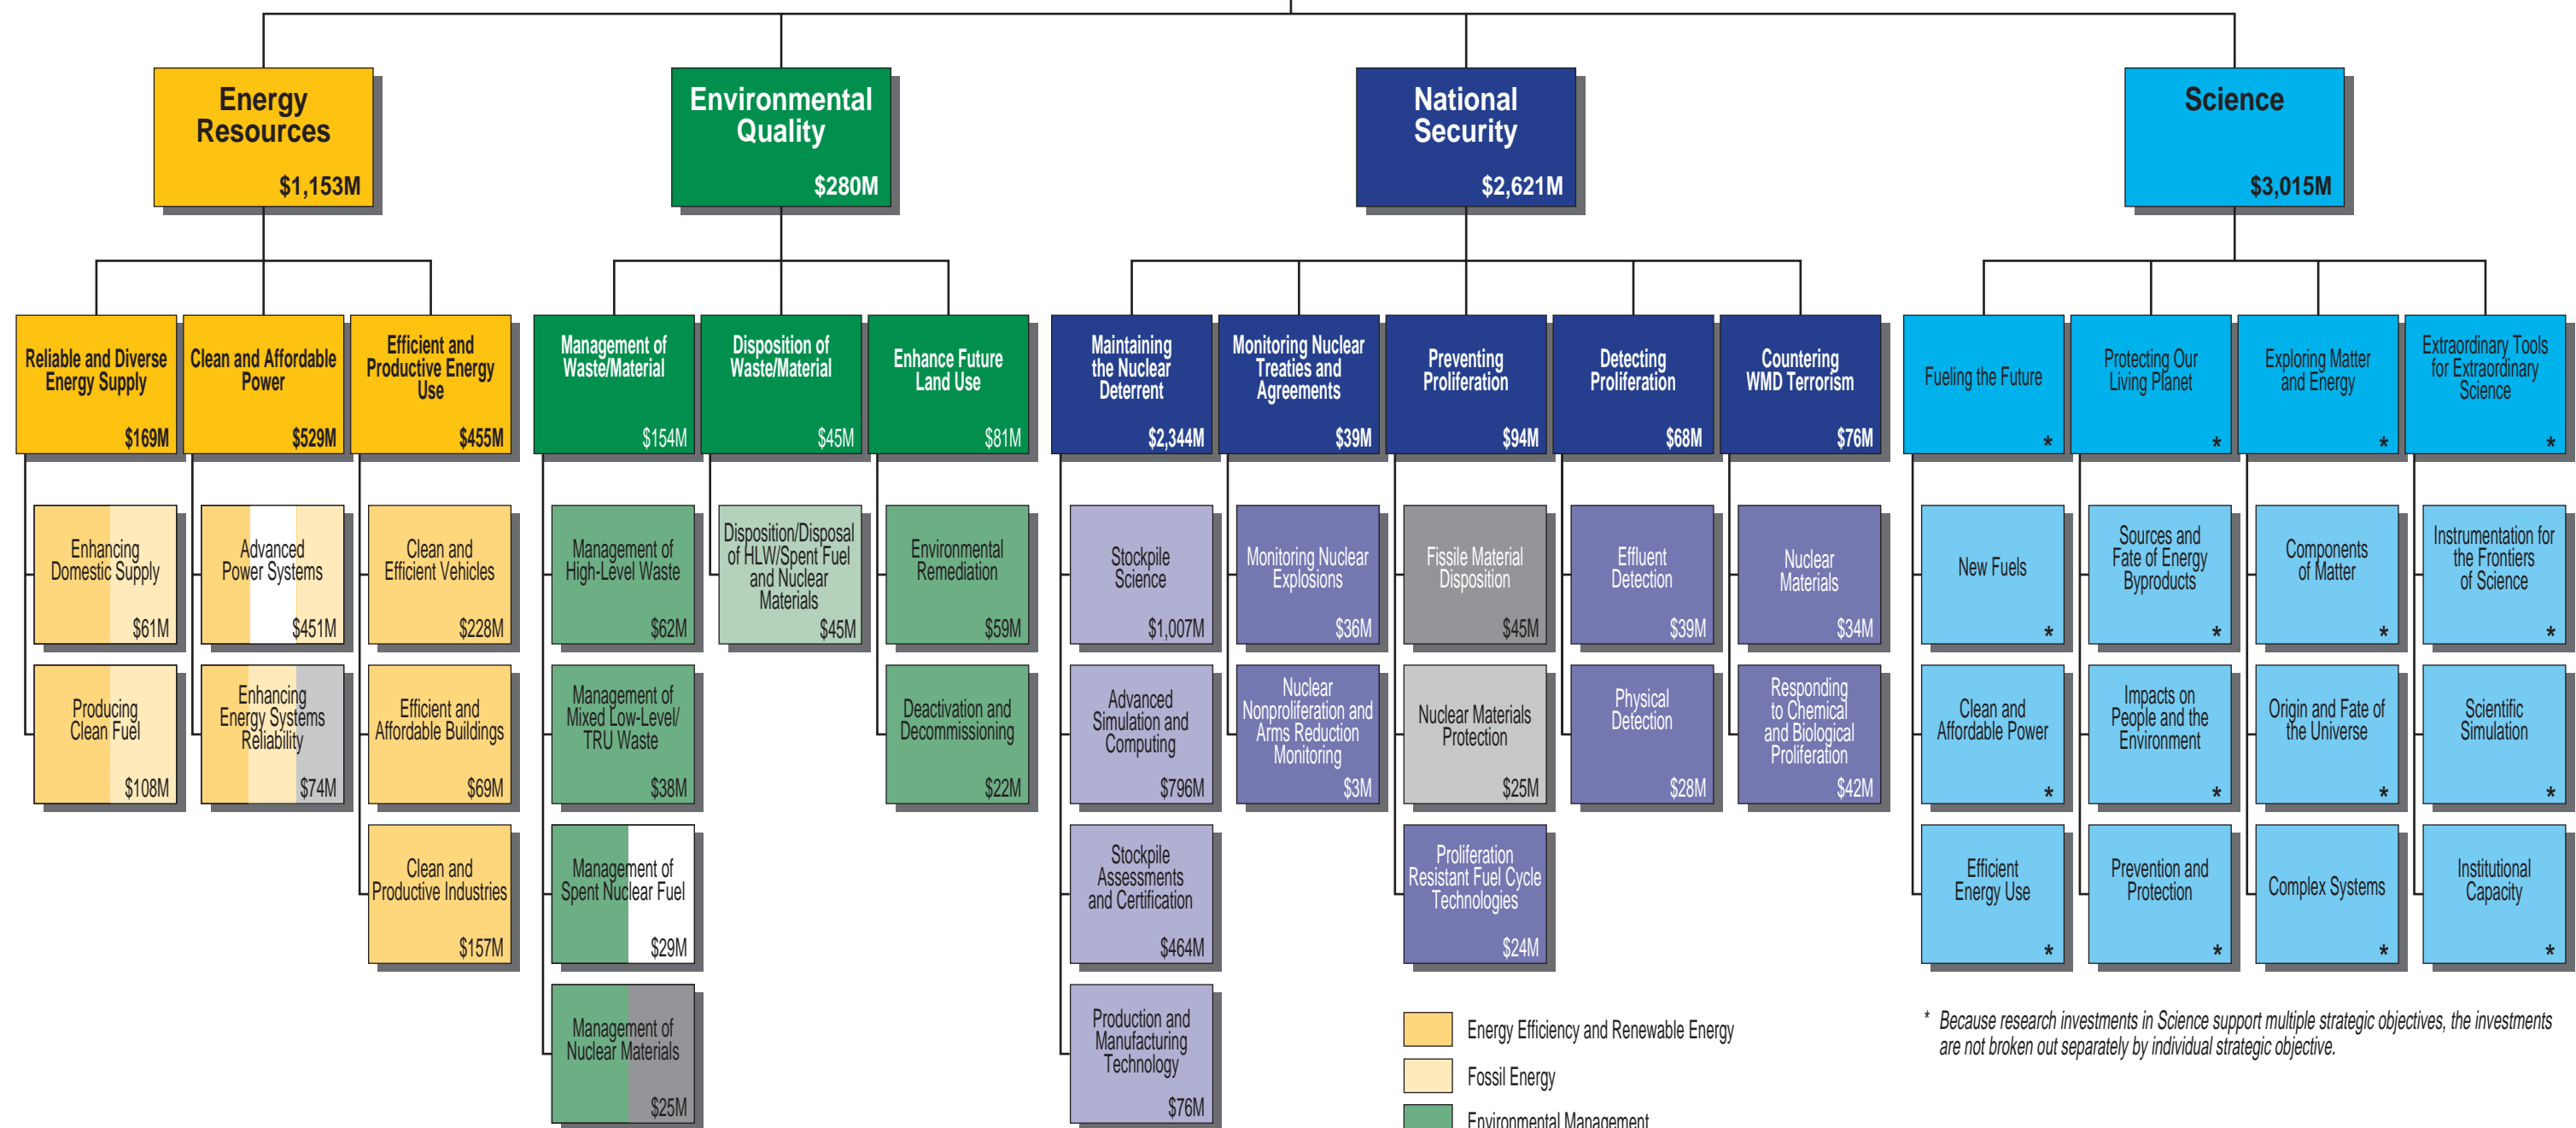 Energy
Resources
$1,153M
Environmental
Quality
$280M
National
Security
$2,621M
Science
$3,015M
Reliable and Diverse
Energy Supply
$169M
Clean and Affordable
Power
$529M
Efficient and
Productive Energy
Use
$455M
Management of
Waste/Material
$154M
Disposition of
Waste/Material
$45M
Enhance Future
Land Use
$81M
Maintaining
the Nuclear
Deterrent
$2,344M
Monitoring Nuclear
Treaties and
Agreements
$39M
Preventing
Proliferation
$94M
Detecting
Proliferation
$68M
Countering
WMD Terrorism
$76M
Fueling the Future
*
Protecting Our
Living Planet
*
Exploring Matter
and Energy
*
Extraordinary Tools
for Extraordinary
Science
*
Enhancing
Domestic Supply
$61M
Advanced
Power Systems
$451M
Clean and
Efficient Vehicles
$228M
Management of
High-Level Waste
$62M
Disposition/Disposal
of HLW/Spent Fuel
and Nuclear
Materials
$45M
Environmental
Remediation
$59M
Stockpile
Science
$1,007M
Monitoring Nuclear
Explosions
$36M
Fissile Material
Disposition
$45M
Effluent
Detection
$39M
Nuclear
Materials
$34M
New Fuels
*
Sources and
Fate of Energy
Byproducts
*
Components
of Matter
*
Instrumentation for
the Frontiers
of Science
*
Producing
Clean Fuel
$108M
Enhancing
Energy Systems
Reliability
$74M
Efficient and
Affordable Buildings
$69M
Management of
Mixed Low-Level/
TRU Waste
$38M
Deactivation and
Decommissioning
$22M
Advanced
Simulation and
Computing
$796M
Nuclear
Nonproliferation and
Arms Reduction
Monitoring
$3M
Nuclear Materials
Protection
$25M
Physical
Detection
$28M
Responding
to Chemical
and Biological
Proliferation
$42M
Clean and
Affordable Power
*
Impacts on
People and the
Environment
*
Origin and Fate of
the Universe
*
Scientific
Simulation
*
Clean and
Productive Industries
$157M
Management of
Spent Nuclear Fuel
$29M
Stockpile
Assessments
and Certification
$464M
Proliferation
Resistant Fuel Cycle
Technologies
$24M
Efficient
Energy Use
*
Prevention and
Protection
*
Complex Systems
*
Institutional
Capacity
*
Management of
Nuclear Materials
$25M
Production and
Manufacturing
Technology
$76M
Energy Efficiency and Renewable Energy
Fossil Energy
Environmental Management
* Because research investments in Science support multiple strategic objectives, the investments
are not broken out separately by individual strategic objective.